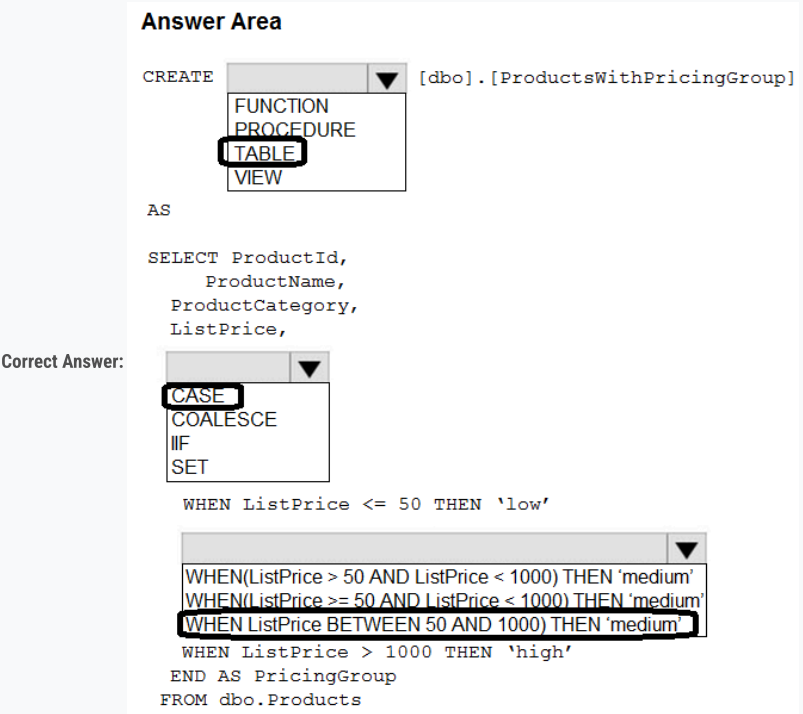 Answer Area
CREATE [dbo].[ProductsWithPricingGroup]
FUNCTION
PROCEDURE
TABLE
VIEW
AS
SELECT ProductId,
ProductName,
ProductCategory,
ListPrice,
Correct Answer:
CASE
COALESCE
IIF
SET
WHEN ListPrice <= 50 THEN ‘low’
WHEN(ListPrice > 50 AND ListPrice < 1000) THEN ‘medium’
WHEN(ListPrice >= 50 AND ListPrice < 1000) THEN ‘medium’
WHEN ListPrice BETWEEN 50 AND 1000) THEN ‘medium’
WHEN ListPrice > 1000 THEN ‘high’
END AS PricingGroup
FROM dbo.Products